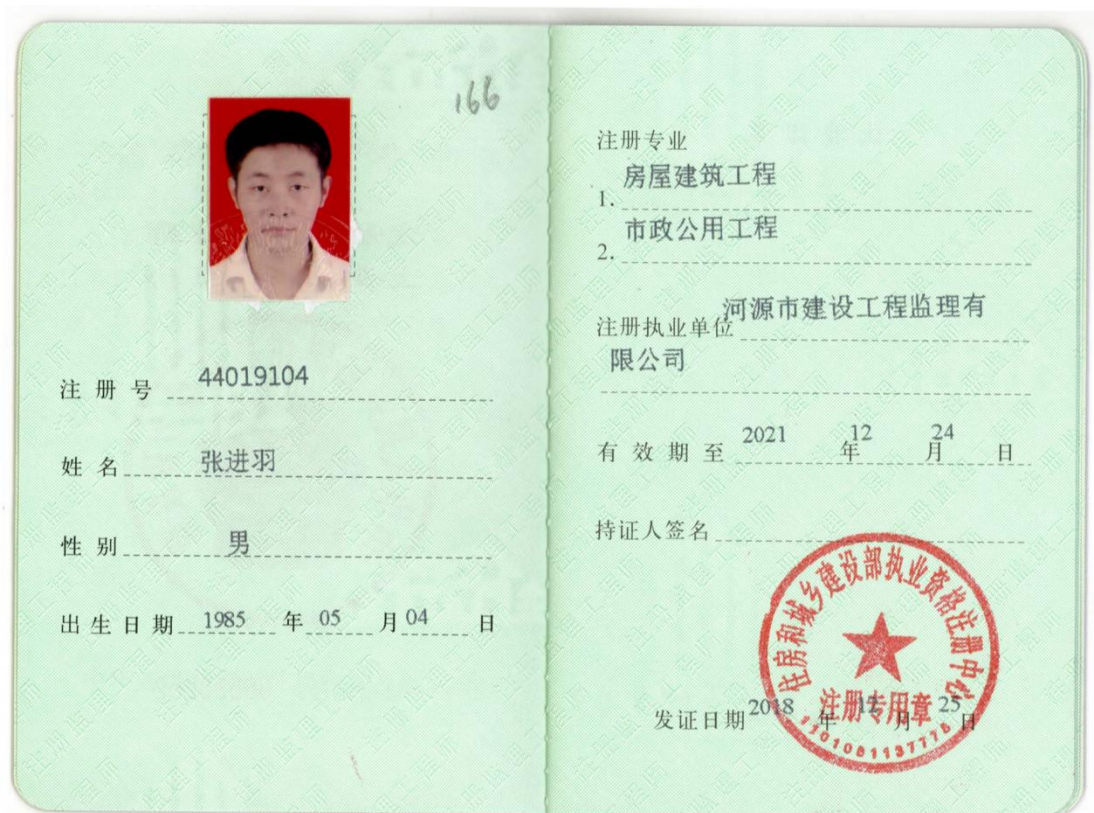 166
注册号 44019104
姓名 张进羽
性别 男
出生日期 1985 年 05 月 04 日
注册专业
1. 房屋建筑工程
2. 市政公用工程
注册执业单位 河源市建设工程监理有
限公司
有效期至 2021 年 12 月 24 日
持证人签名
住房和城乡建设部执业资格注册中心
注册专用章
发证日期 2018 年 12 月 25 日